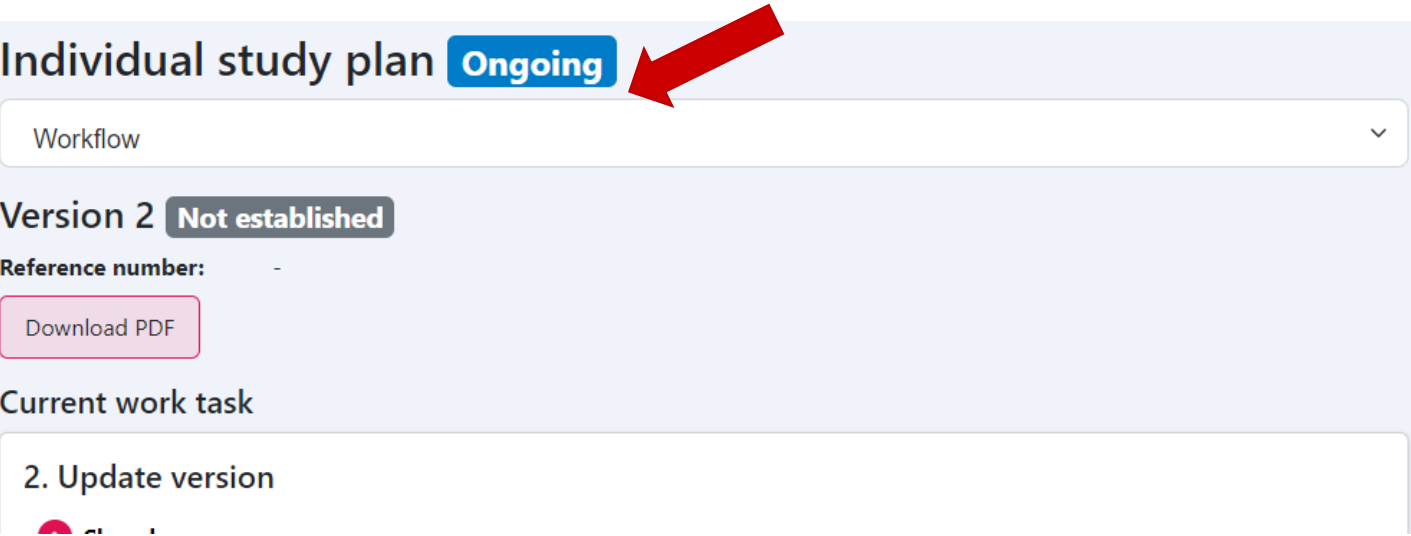 Individual study plan Ongoing
Workflow
Version 2 Not established
Reference number: -
Download PDF
Current work task
2. Update version